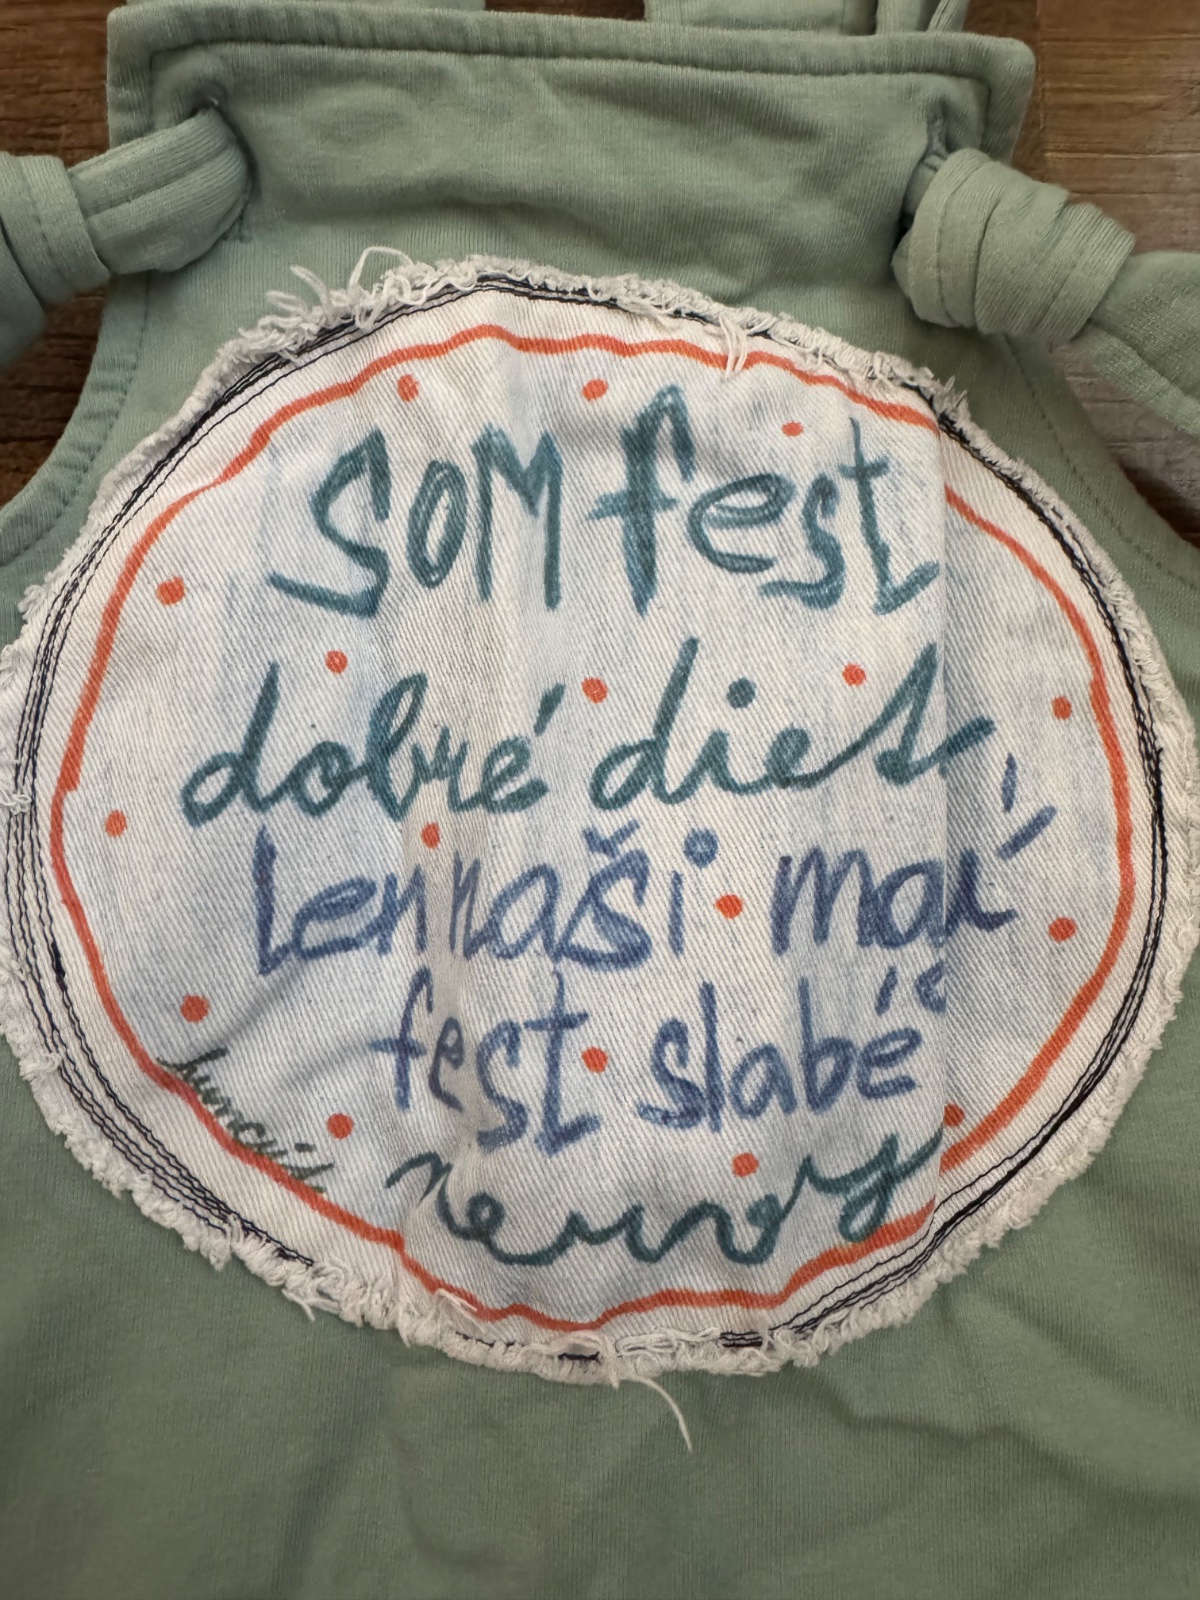 SOM fest
dobré dieťa
len naši majú
fest slabé
nervy